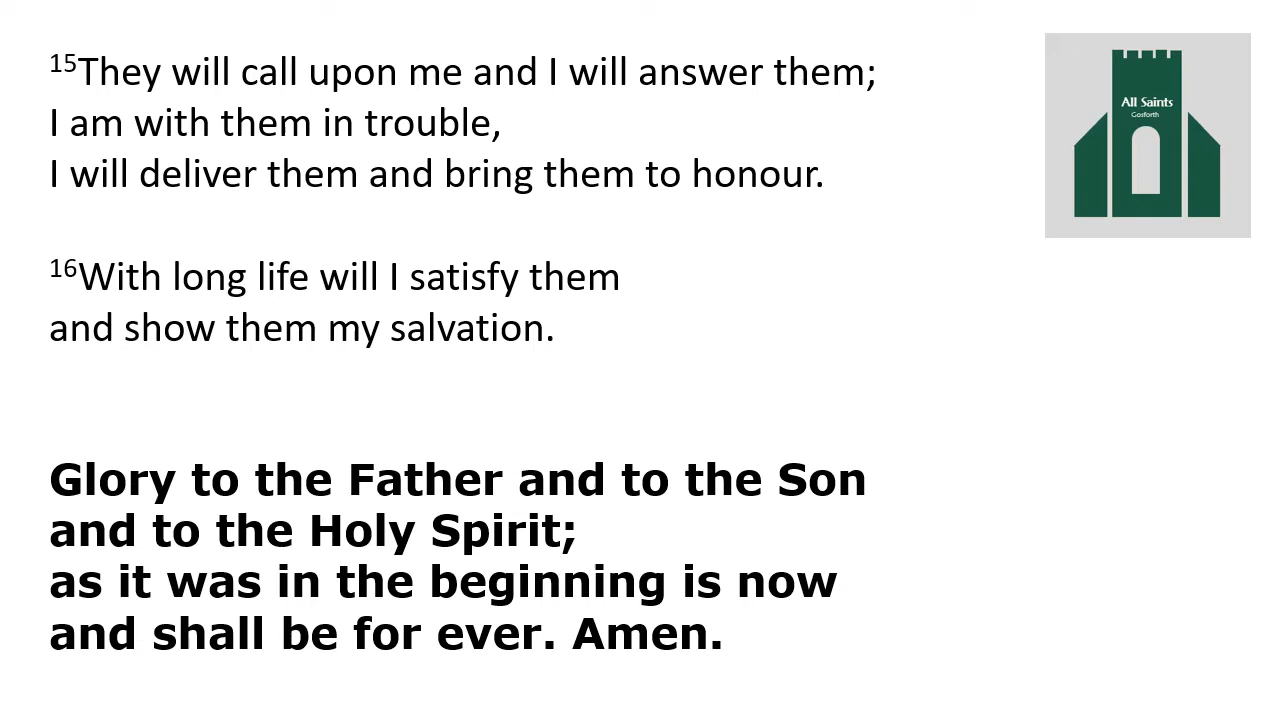 15They will call upon me and I will answer them;
I am with them in trouble,
I will deliver them and bring them to honour.
16With long life will I satisfy them
and show them my salvation.
Glory to the Father and to the Son
and to the Holy Spirit;
as it was in the beginning is now
and shall be for ever. Amen.
All Saints
Gosforth